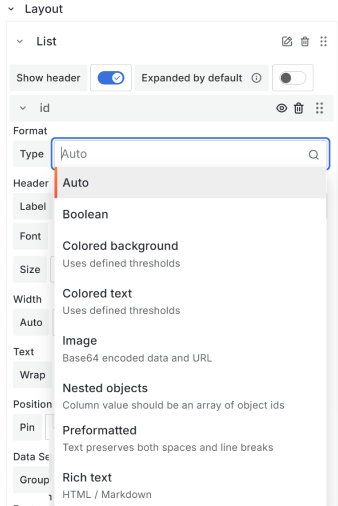 Layout
List
Show header
Expanded by default
id
Format
Type
Auto
Header
Auto
Label
Boolean
Font
Colored background
Uses defined thresholds
Size
Colored text
Uses defined thresholds
Width
Auto
Image
Base64 encoded data and URL
Text
Wrap
Nested objects
Column value should be an array of object ids
Position
Pin
Preformatted
Text preserves both spaces and line breaks
Data Se
Group
Rich text
HTML / Markdown